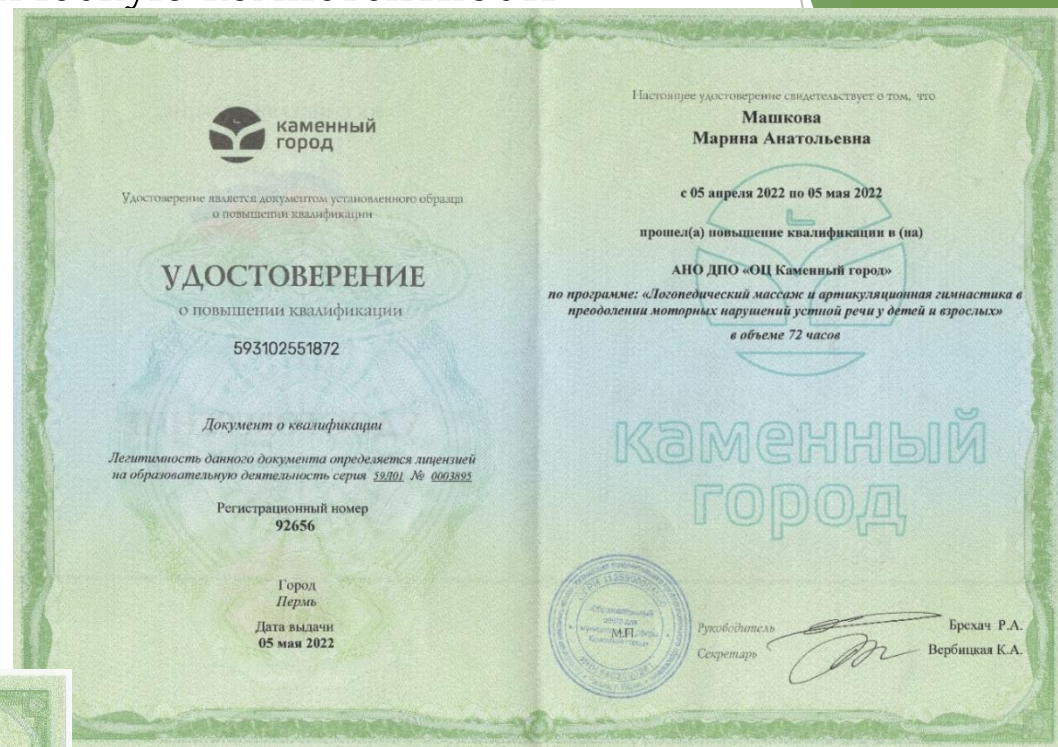 каменный
город
Удостоверение является документом установленного образца
о повышении квалификации
УДОСТОВЕРЕНИЕ
о повышении квалификации
593102551872
Документ о квалификации
Легитимность данного документа определяется лицензией
на образовательную деятельность серия 59Л01 № 0003895
Регистрационный номер
92656
Город
Пермь
Дата выдачи
05 мая 2022
Настоящее удостоверение свидетельствует о том, что
Машкова
Марина Анатольевна
с 05 апреля 2022 по 05 мая 2022
прошел(а) повышение квалификации в (на)
АНО ДПО «ОЦ Каменный город»
по программе: «Логопедический массаж и артикуляционная гимнастика в
преодолении моторных нарушений устной речи у детей и взрослых»
в объеме 72 часов
каменный
город
М.П.
Руководитель
Брехач Р.А.
Секретарь
Вербицкая К.А.